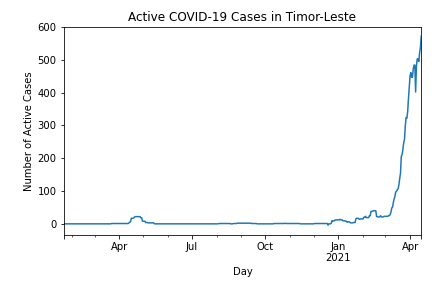 Active COVID-19 Cases in Timor-Leste
Number of Active Cases
600
500
400
300
200
100
0
Apr
Jul
Oct
Jan
2021
Apr
Day